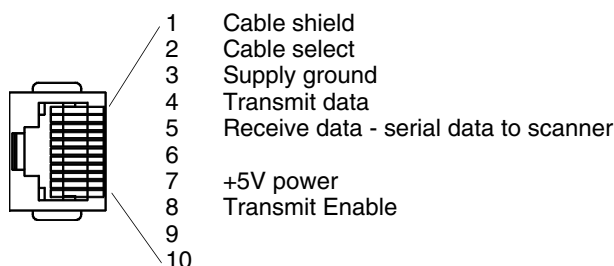 1 Cable shield
2 Cable select
3 Supply ground
4 Transmit data
5 Receive data - serial data to scanner
6
7 +5V power
8 Transmit Enable
9
10